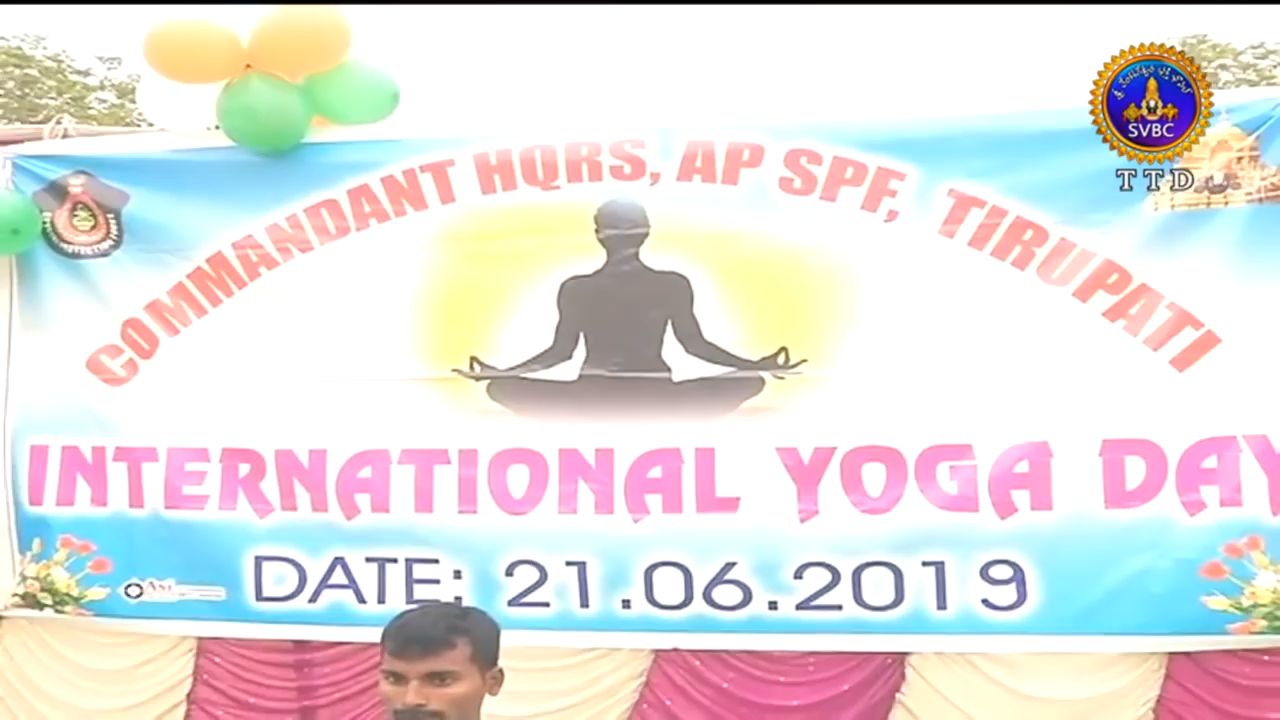 COMMANDANT HQRS, AP SPF, TIRUPATI
INTERNATIONAL YOGA DAY
DATE: 21.06.2019
SVBC
TTD